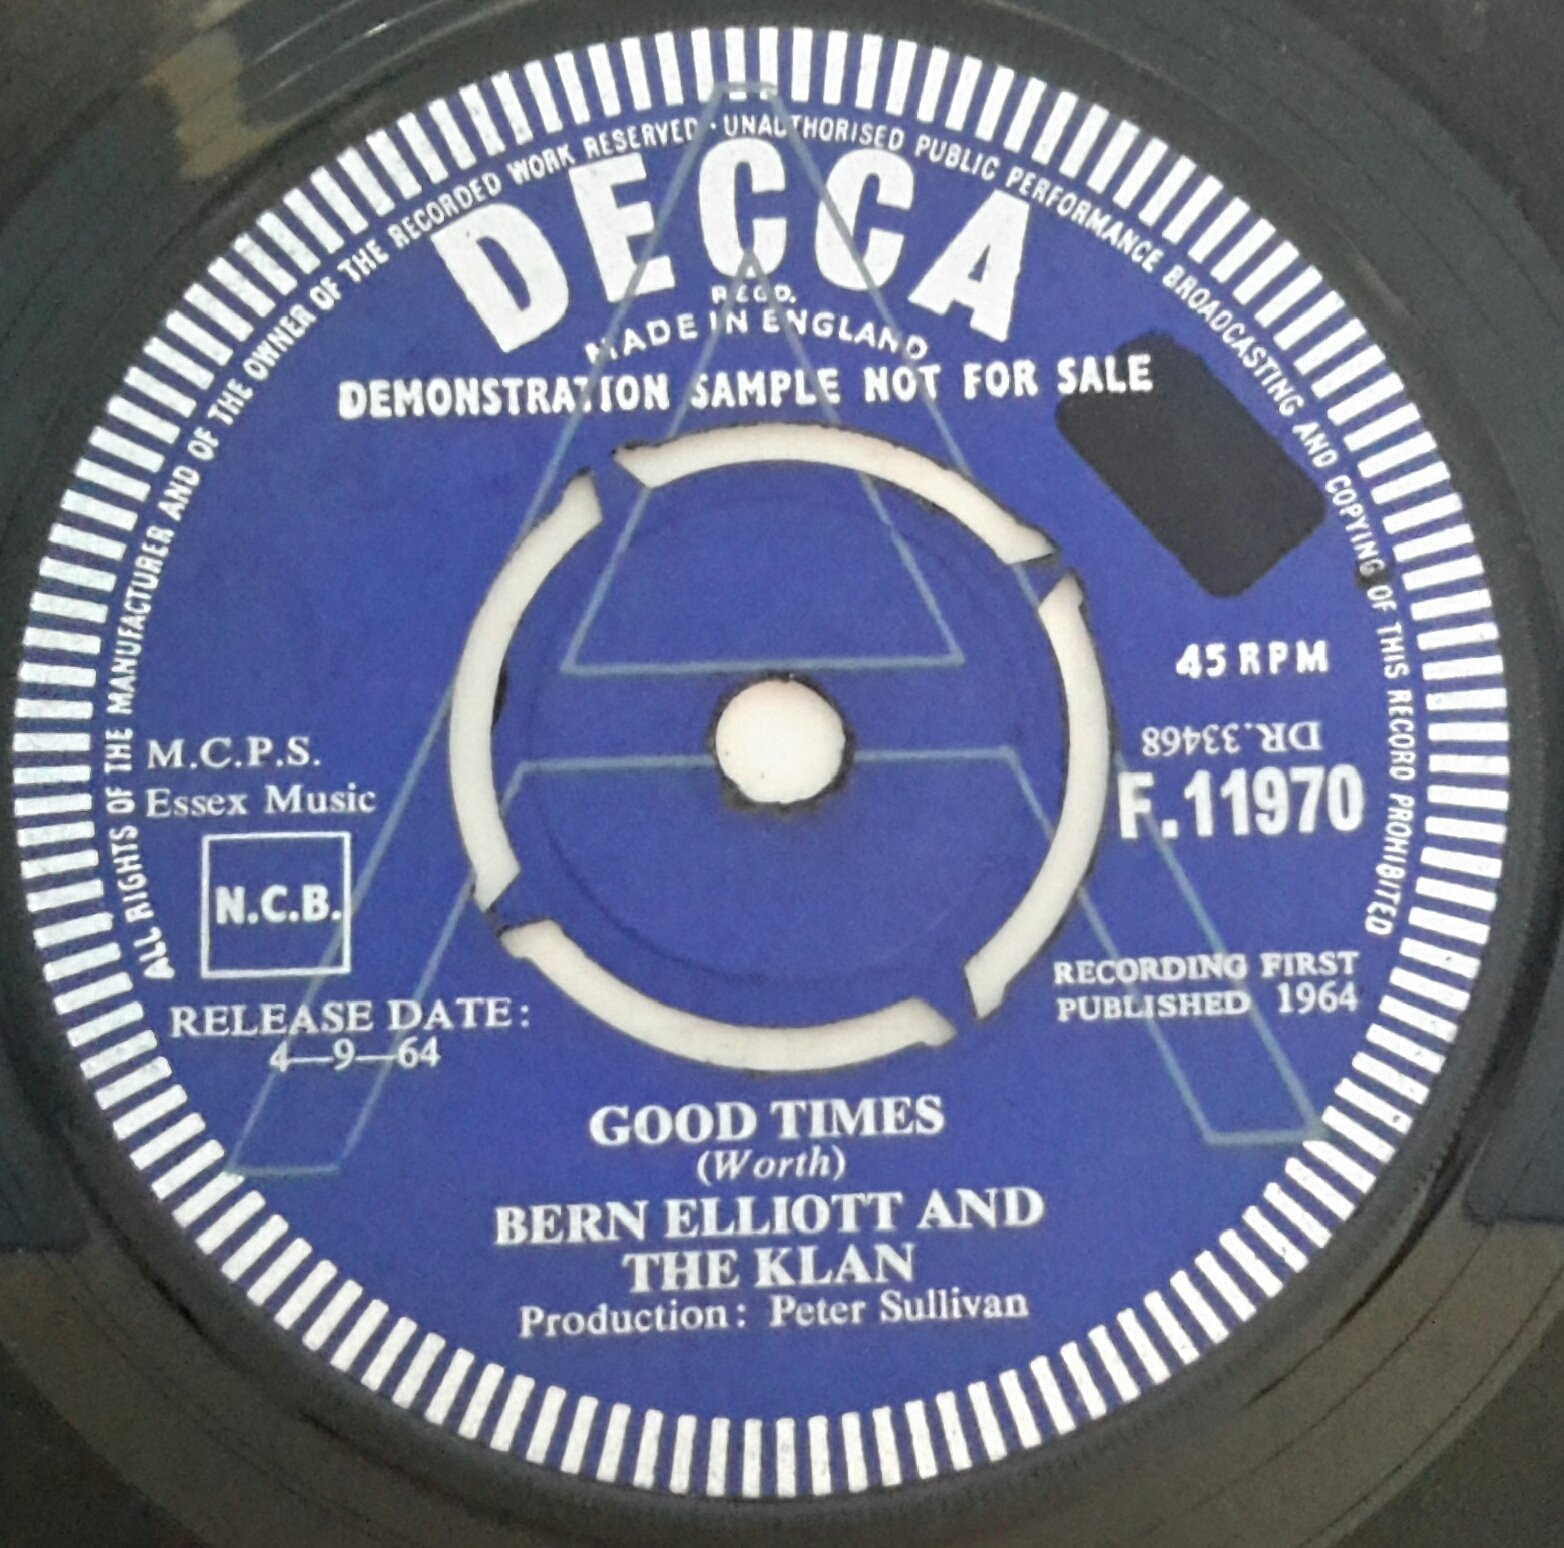 ALL RIGHTS OF THE MANUFACTURER AND OF THE OWNER OF THE RECORDED WORK RESERVED · UNAUTHORISED PUBLIC PERFORMANCE BROADCASTING AND COPYING OF THIS RECORD PROHIBITED
DECCA
REGD.
MADE IN ENGLAND
DEMONSTRATION SAMPLE NOT FOR SALE
A
45 RPM
DR.33468
F.11970
M.C.P.S.
Essex Music
N.C.B.
RELEASE DATE:
4—9—64
RECORDING FIRST
PUBLISHED 1964
GOOD TIMES
(Worth)
BERN ELLIOTT AND
THE KLAN
Production: Peter Sullivan